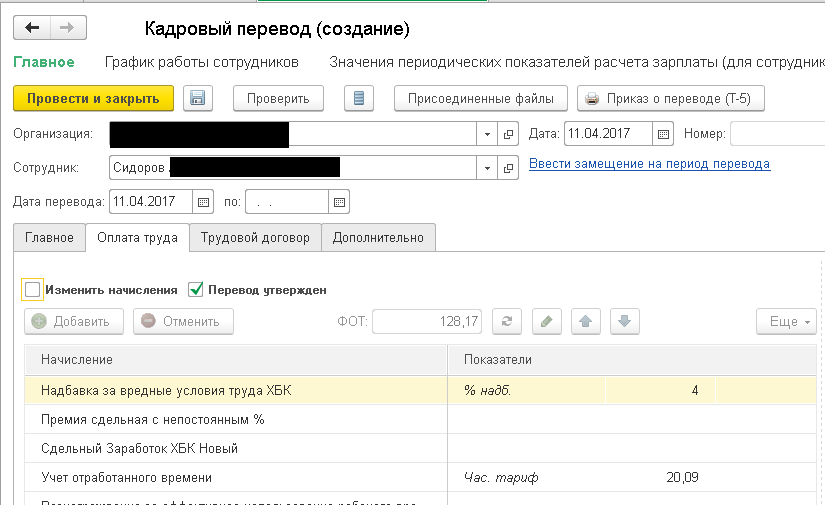 Кадровый перевод (создание)
Главное График работы сотрудников Значения периодических показателей расчета зарплаты (для сотрудник
Провести и закрыть Проверить Присоединенные файлы Приказ о переводе (Т-5)
Организация: Дата: 11.04.2017 Номер:
Сотрудник: Сидоров Ввести замещение на период перевода
Дата перевода: 11.04.2017 по: . .
Главное Оплата труда Трудовой договор Дополнительно
Изменить начисления Перевод утвержден
Добавить Отменить ФОТ: 128,17 Еще
Начисление Показатели
Надбавка за вредные условия труда ХБК % надб. 4
Премия сдельная с непостоянным %
Сдельный Заработок ХБК Новый
Учет отработанного времени Час. тариф 20,09